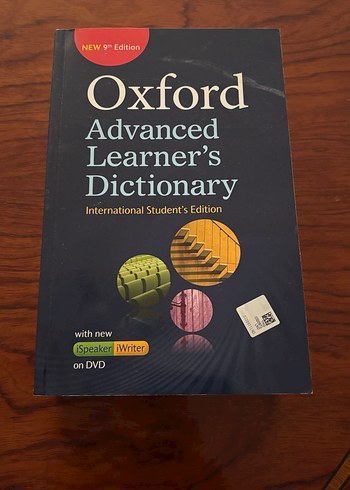 NEW 9th Edition
Oxford
Advanced
Learner's
Dictionary
International Student's Edition
with new
iSpeaker iWriter
on DVD